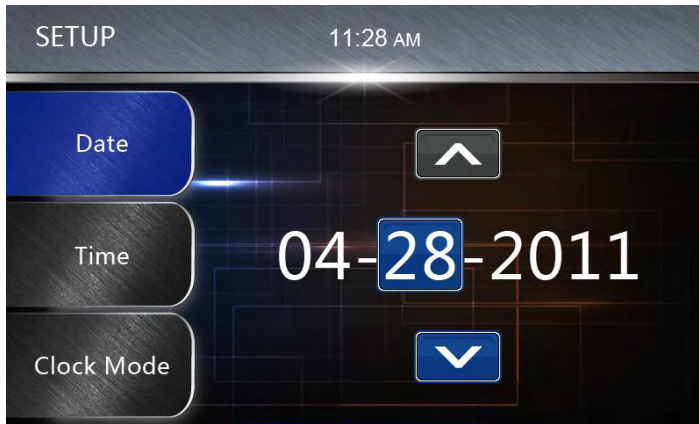 SETUP
11:28 AM
Date
Time
04-28-2011
Clock Mode